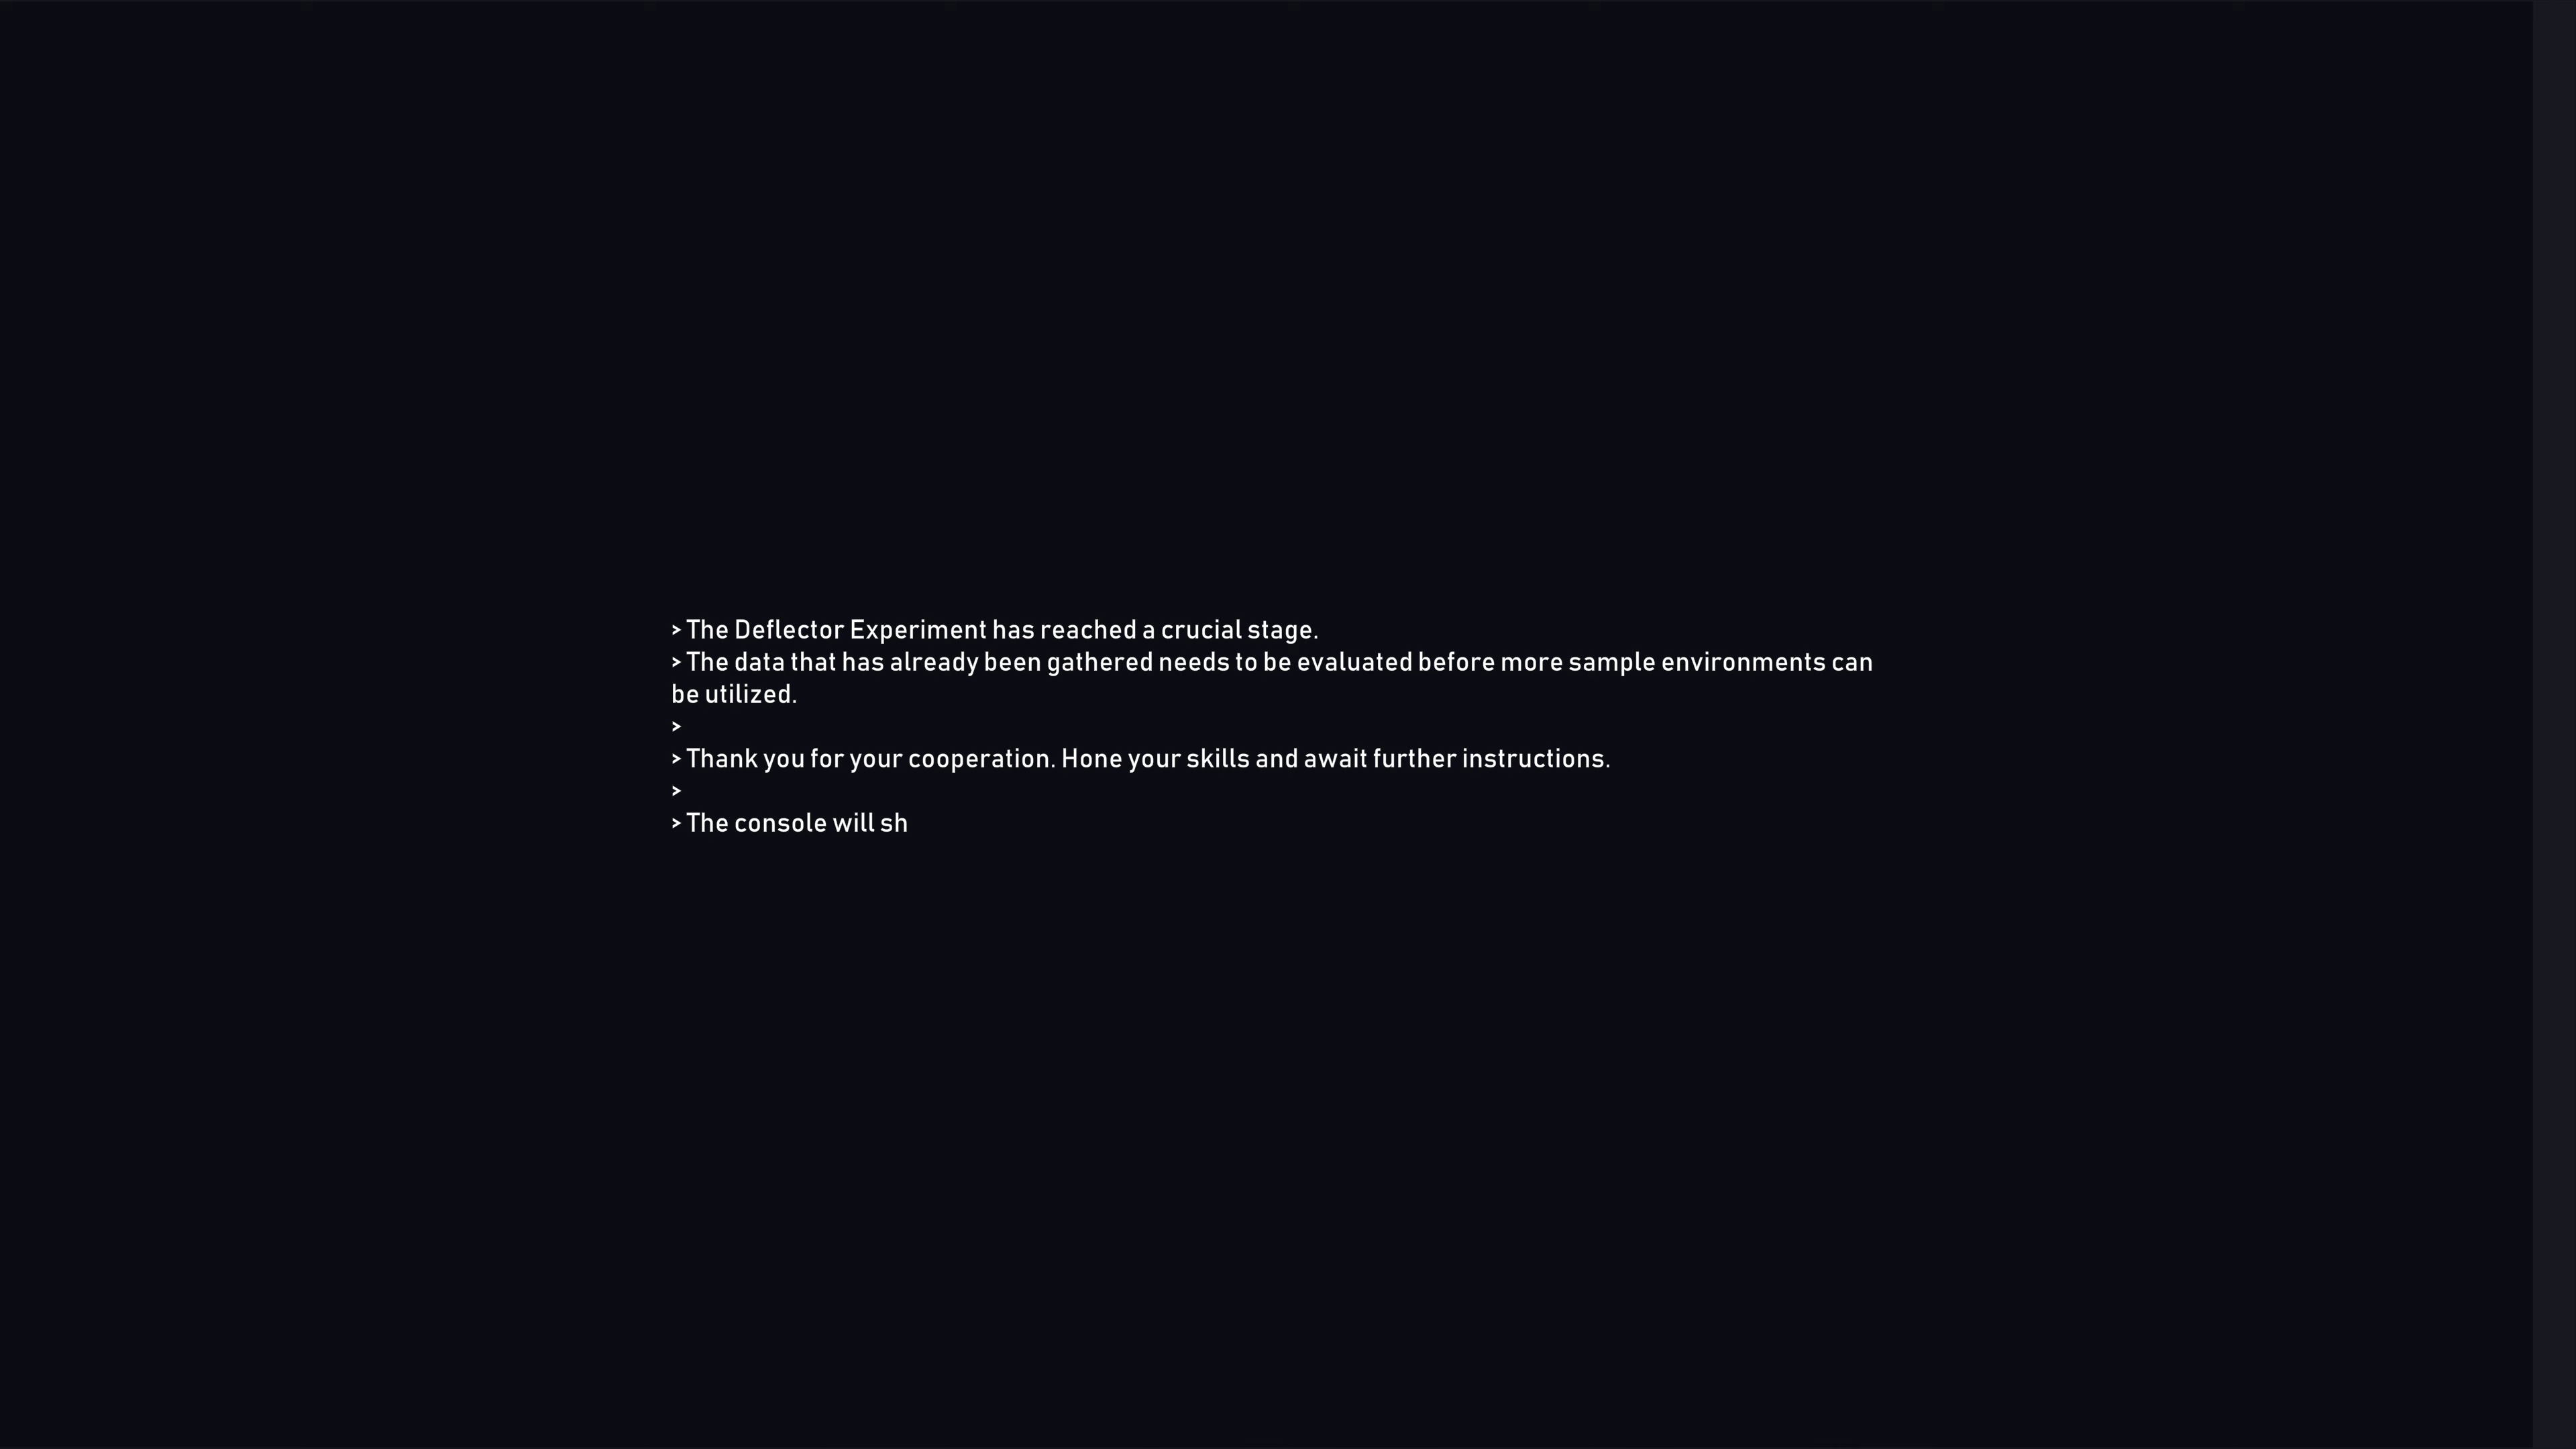 > The Deflector Experiment has reached a crucial stage.
> The data that has already been gathered needs to be evaluated before more sample environments can
be utilized.
>
> Thank you for your cooperation. Hone your skills and await further instructions.
>
> The console will sh